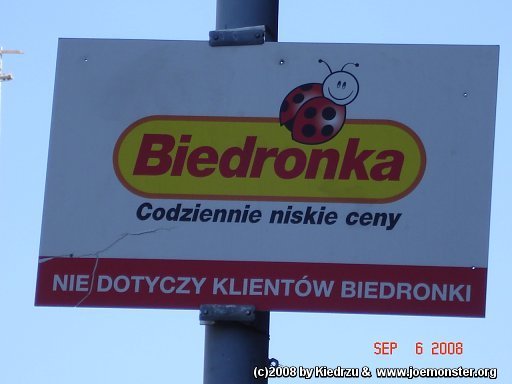 Biedronka
Codziennie niskie ceny
NIE DOTYCZY KLIENTÓW BIEDRONKI
SEP 6 2008
(c)2008 by Kiedrzu & www.joemonster.org